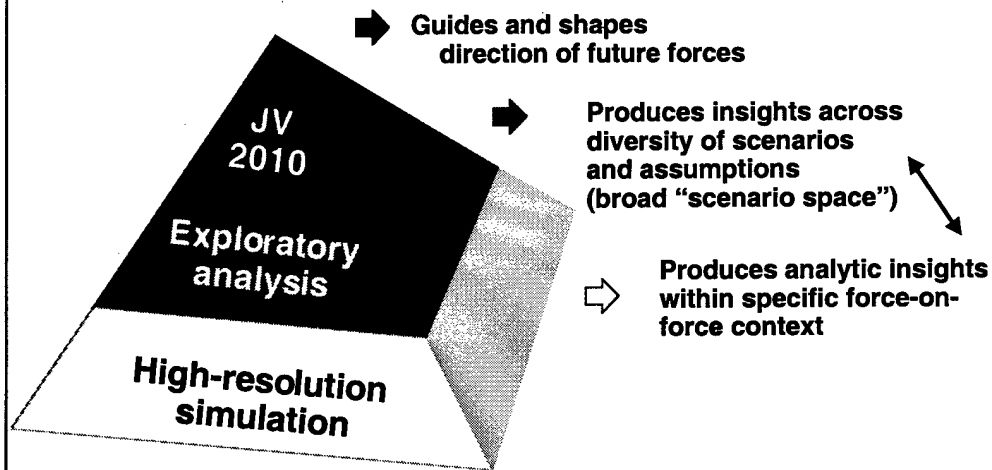 Guides and shapes
direction of future forces
JV
2010
Produces insights across
diversity of scenarios
and assumptions
(broad “scenario space”)
Exploratory
analysis
Produces analytic insights
within specific force-on-
force context
High-resolution
simulation